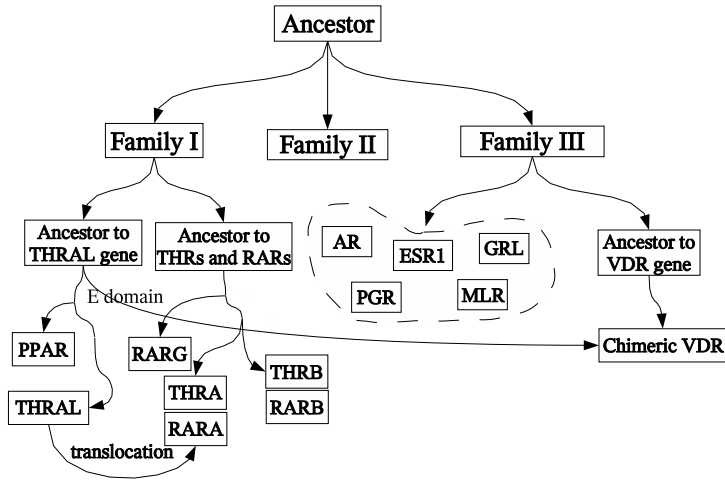 Ancestor
Family I
Family II
Family III
Ancestor to
THRAL gene
Ancestor to
THRs and RARs
AR
ESR1
GRL
PGR
MLR
Ancestor to
VDR gene
E domain
PPAR
RARG
Chimeric VDR
THRA
THRB
THRAL
RARB
RARA
translocation